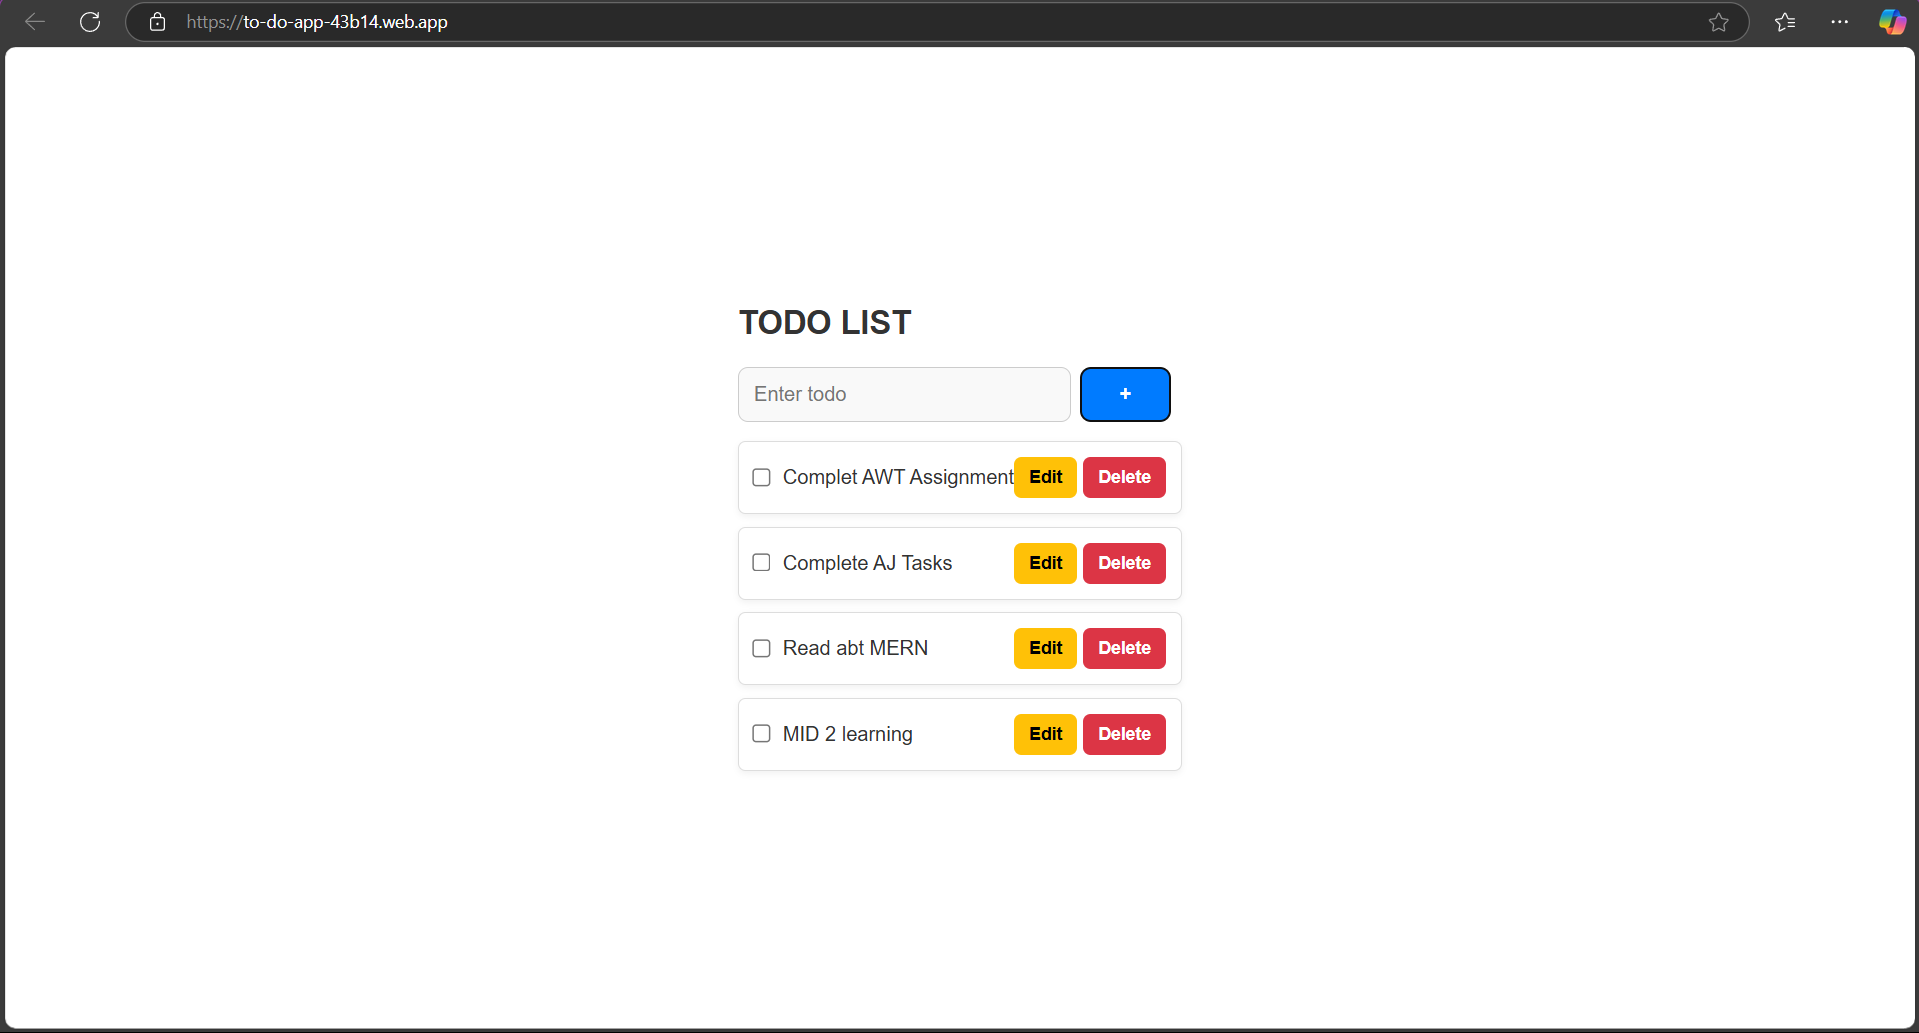 https://to-do-app-43b14.web.app
TODO LIST
Enter todo +
Complet AWT Assignment Edit Delete
Complete AJ Tasks Edit Delete
Read abt MERN Edit Delete
MID 2 learning Edit Delete